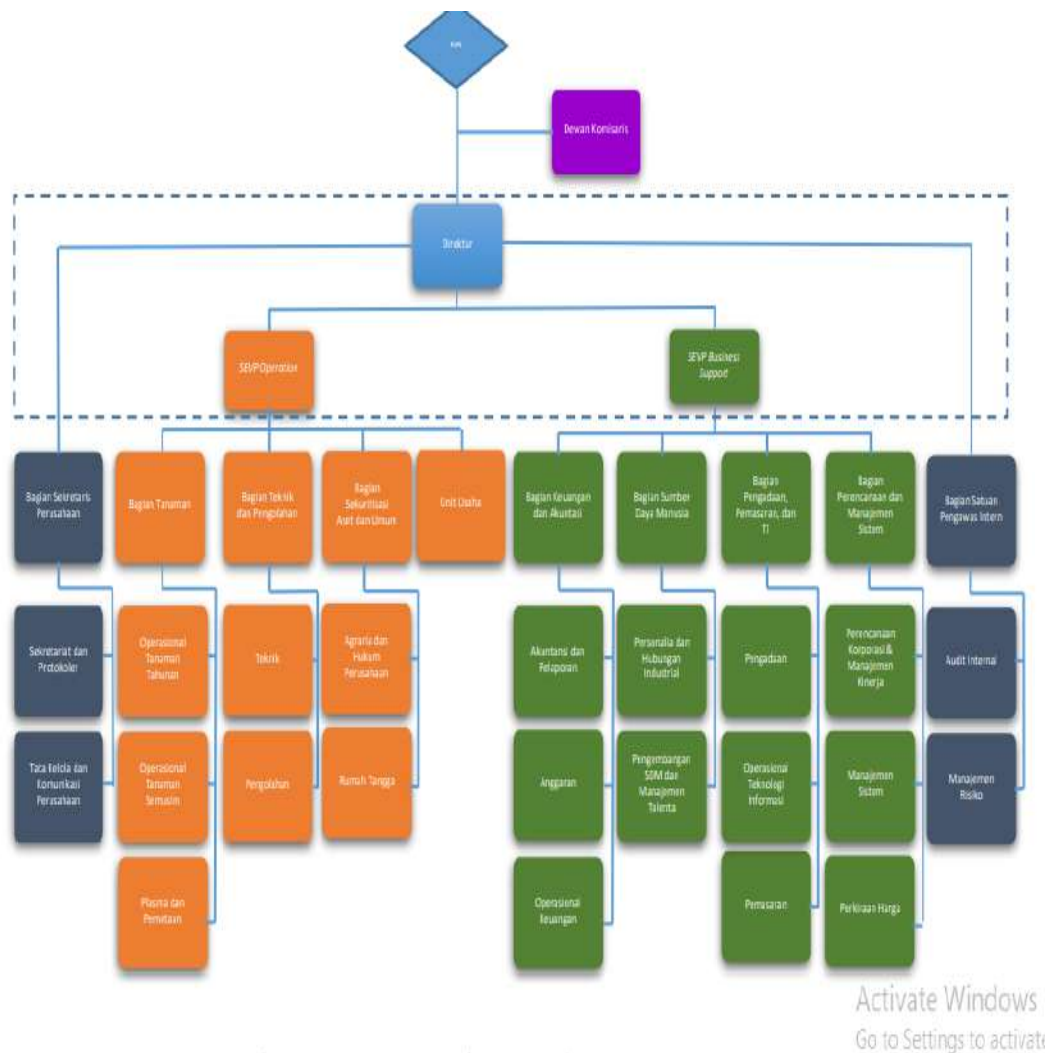 Dewan Komisaris
Direktur
SEVP Operation
SEVP Business
Support
Bagian Sekretaris
Perusahaan
Bagian Tanaman
Bagian Teknik
dan Pengolahan
Bagian
Sekuritisasi
Aset dan Umum
Unit Usaha
Bagian Keuangan
dan Akuntasi
Bagian Sumber
Daya Manusia
Bagian
Pengadaan,
Pemasaran, dan
TI
Bagian
Perencanaan dan
Manajemen
Sistem
Bagian Satuan
Pengawas Intern
Sekretariat dan
Protokoler
Operasional
Tanaman
Tahunan
Teknik
Agraria dan
Hukum
Perusahaan
Akuntansi dan
Pelaporan
Personalia dan
Hubungan
Industrial
Pengadaan
Perencanaan
Korporasi &
Manajemen
Kinerja
Audit Internal
Tata Kelola dan
Komunikasi
Perusahaan
Operasional
Tanaman
Semusim
Pengolahan
Rumah Tangga
Anggaran
Pengembangan
SDM dan
Manajemen
Talenta
Operasional
Teknologi
Informasi
Manajemen
Sistem
Manajemen
Risiko
Plasma dan
Pemetaan
Operasional
Keuangan
Pemasaran
Perkiraan Harga
Activate Windows
Go to Settings to activate